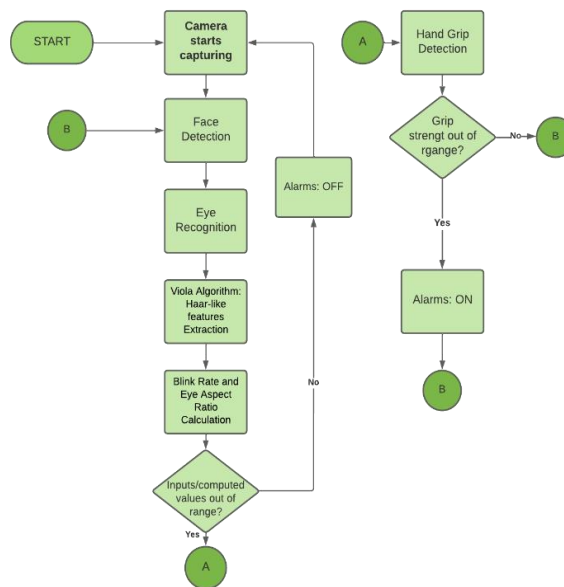 START
Camera
starts
capturing
B
Face
Detection
Eye
Recognition
Viola Algorithm:
Haar-like
features
Extraction
Blink Rate and
Eye Aspect
Ratio
Calculation
Inputs/computed
values out of
range?
Yes
A
No
Alarms: OFF
A
Hand Grip
Detection
Grip
strengt out of
rgange?
No
B
Yes
Alarms: ON
B